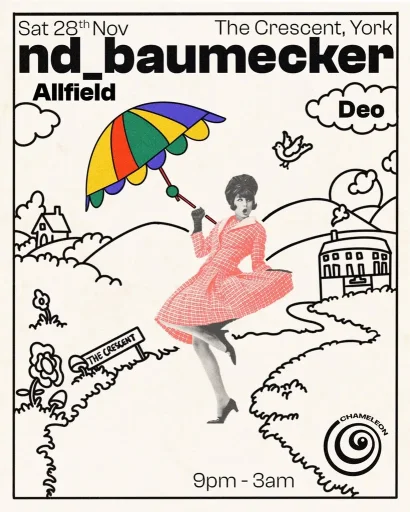 Sat 28th Nov
The Crescent, York
nd_baumecker
Allfield
Deo
THE CRESCENT
CHAMELEON
9pm - 3am